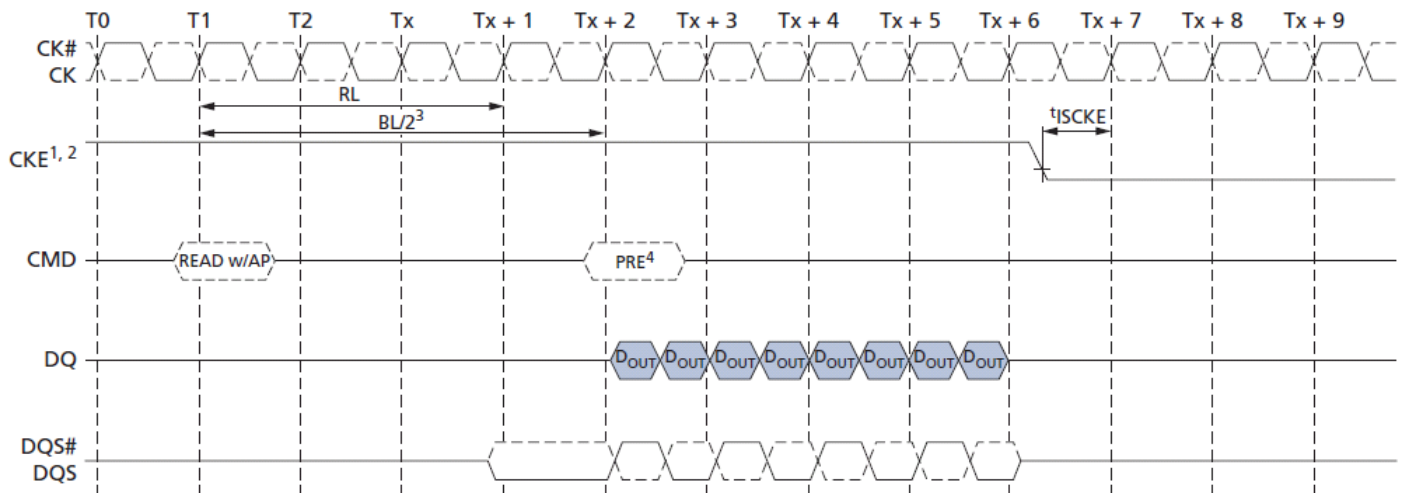 T0 T1 T2 Tx Tx + 1 Tx + 2 Tx + 3 Tx + 4 Tx + 5 Tx + 6 Tx + 7 Tx + 8 Tx + 9
CK#
CK
RL
BL/2³
tISCKE
CKE¹, ²
CMD READ w/AP PRE⁴
DQ DOUT DOUT DOUT DOUT DOUT DOUT DOUT DOUT
DQS#
DQS